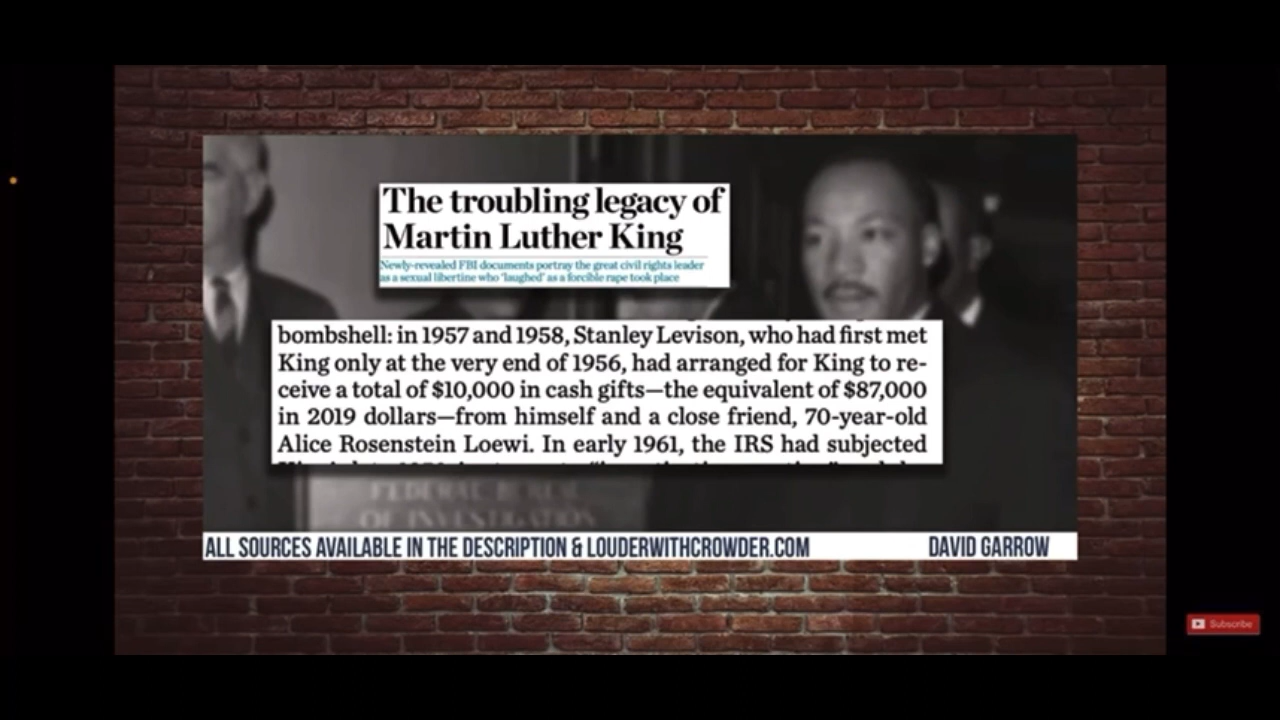 The troubling legacy of
Martin Luther King
Newly-revealed FBI documents portray the great civil rights leader
as a sexual libertine who ‘laughed’ as a forcible rape took place
bombshell: in 1957 and 1958, Stanley Levison, who had first met
King only at the very end of 1956, had arranged for King to re-
ceive a total of $10,000 in cash gifts—the equivalent of $87,000
in 2019 dollars—from himself and a close friend, 70-year-old
Alice Rosenstein Loewi. In early 1961, the IRS had subjected
FEDERAL BUREAU
OF INVESTIGATION
ALL SOURCES AVAILABLE IN THE DESCRIPTION & LOUDERWITHCROWDER.COM
DAVID GARROW
Subscribe